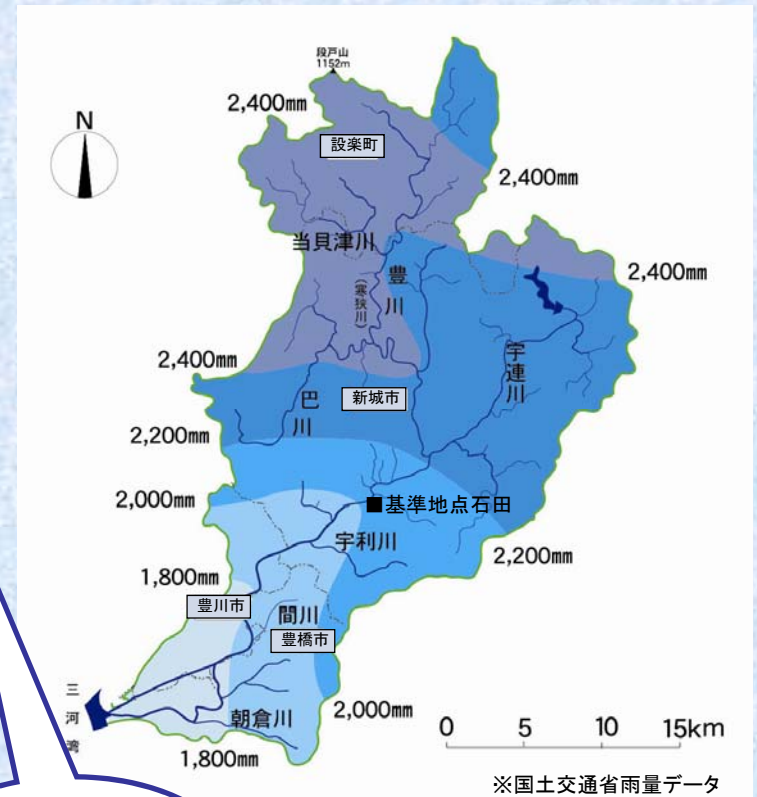 段戸山
1152m
2,400mm
N
設楽町
2,400mm
当貝津川
豊川
(寒狭川)
2,400mm
宇連川
2,400mm
巴川
新城市
2,200mm
2,000mm
■基準地点石田
宇利川
2,200mm
1,800mm
豊川市
間川
豊橋市
三河湾
朝倉川
2,000mm
1,800mm
0 5 10 15km
※国土交通省雨量データ